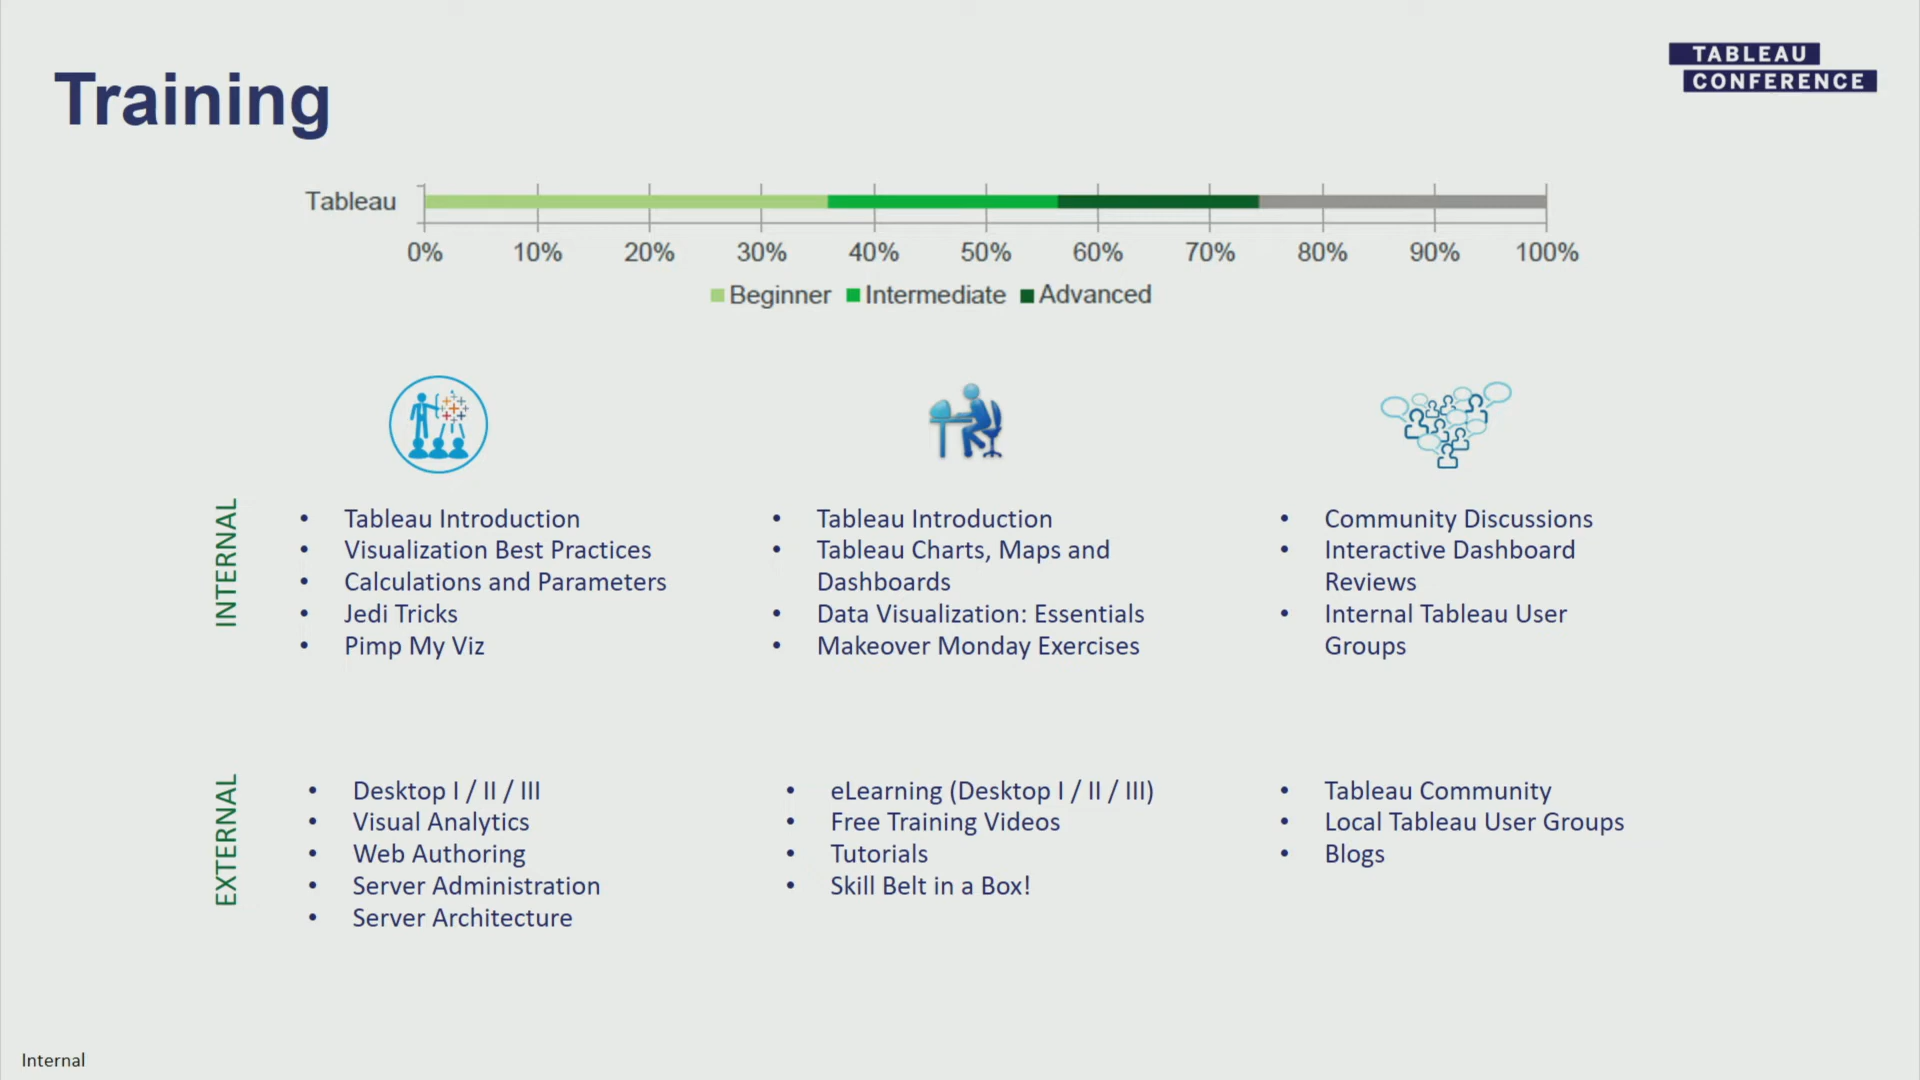 TABLEAU
CONFERENCE
Training
Tableau
0% 10% 20% 30% 40% 50% 60% 70% 80% 90% 100%
Beginner Intermediate Advanced
INTERNAL
• Tableau Introduction
• Visualization Best Practices
• Calculations and Parameters
• Jedi Tricks
• Pimp My Viz
• Tableau Introduction
• Tableau Charts, Maps and
Dashboards
• Data Visualization: Essentials
• Makeover Monday Exercises
• Community Discussions
• Interactive Dashboard
Reviews
• Internal Tableau User
Groups
EXTERNAL
• Desktop I / II / III
• Visual Analytics
• Web Authoring
• Server Administration
• Server Architecture
• eLearning (Desktop I / II / III)
• Free Training Videos
• Tutorials
• Skill Belt in a Box!
• Tableau Community
• Local Tableau User Groups
• Blogs
Internal